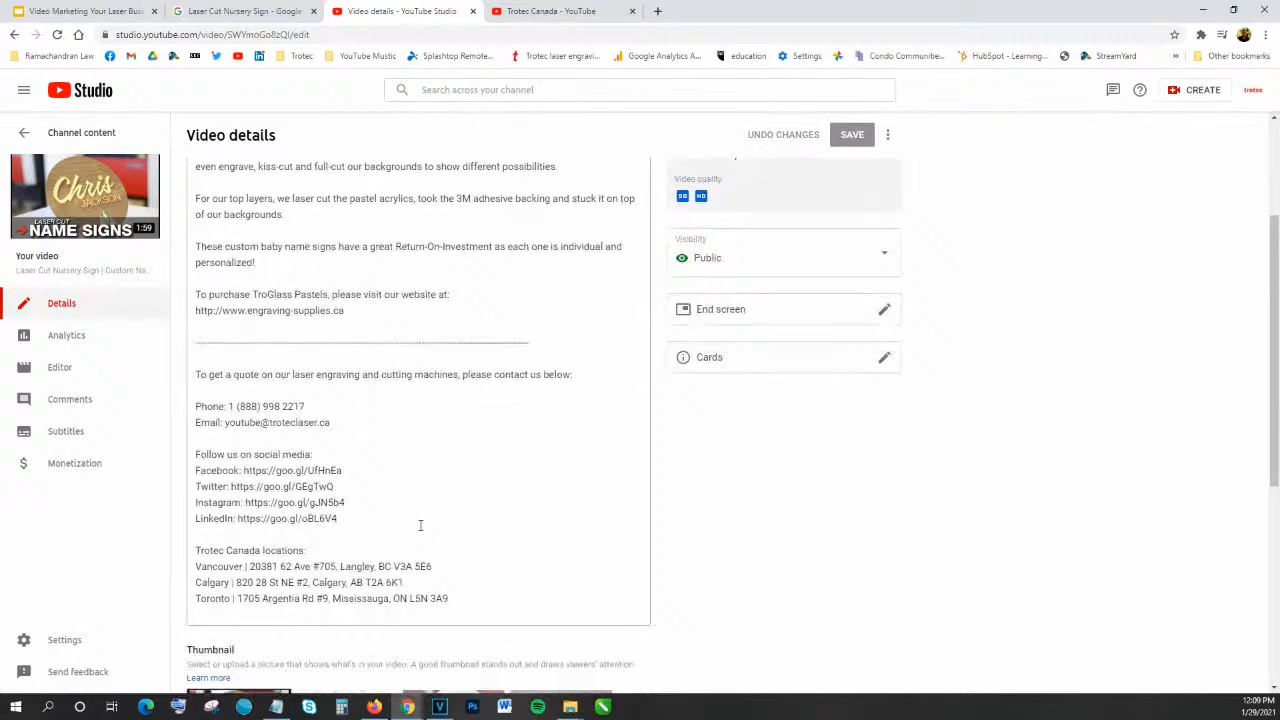 Video Marketing Your Laser Busi
Laser Cut Nursery Sign - Google
Video details - YouTube Studio
Trotec Canada - YouTube
studio.youtube.com/video/SWYmoGo8zQI/edit
Ramachandran Law
Trotec
YouTube Music
Splashtop Remote...
Trotec laser engravi...
Google Analytics A...
education
Settings
Condo Communitie...
HubSpot - Learning...
StreamYard
Other bookmarks
Studio
Search across your channel
CREATE
trotec
Channel content
Video details
UNDO CHANGES
SAVE
Chris
JACKSON
LASER CUT
NAME SIGNS
1:59
Your video
Laser Cut Nursery Sign | Custom Na...
Details
Analytics
Editor
Comments
Subtitles
Monetization
Settings
Send feedback
even engrave, kiss-cut and full-cut our backgrounds to show different possibilities.
For our top layers, we laser cut the pastel acrylics, took the 3M adhesive backing and stuck it on top
of our backgrounds.
These custom baby name signs have a great Return-On-Investment as each one is individual and
personalized!
To purchase TroGlass Pastels, please visit our website at:
http://www.engraving-supplies.ca
To get a quote on our laser engraving and cutting machines, please contact us below:
Phone: 1 (888) 998 2217
Email: youtube@troteclaser.ca
Follow us on social media:
Facebook: https://goo.gl/UfHnEa
Twitter: https://goo.gl/GEgTwQ
Instagram: https://goo.gl/gJN5b4
LinkedIn: https://goo.gl/oBL6V4
Trotec Canada locations:
Vancouver | 20381 62 Ave #705, Langley, BC V3A 5E6
Calgary | 820 28 St NE #2, Calgary, AB T2A 6K1
Toronto | 1705 Argentia Rd #9, Mississauga, ON L5N 3A9
Thumbnail
Select or upload a picture that shows what's in your video. A good thumbnail stands out and draws viewers' attention.
Learn more
Video quality
SD HD
Visibility
Public
End screen
Cards
12:09 PM
1/29/2021